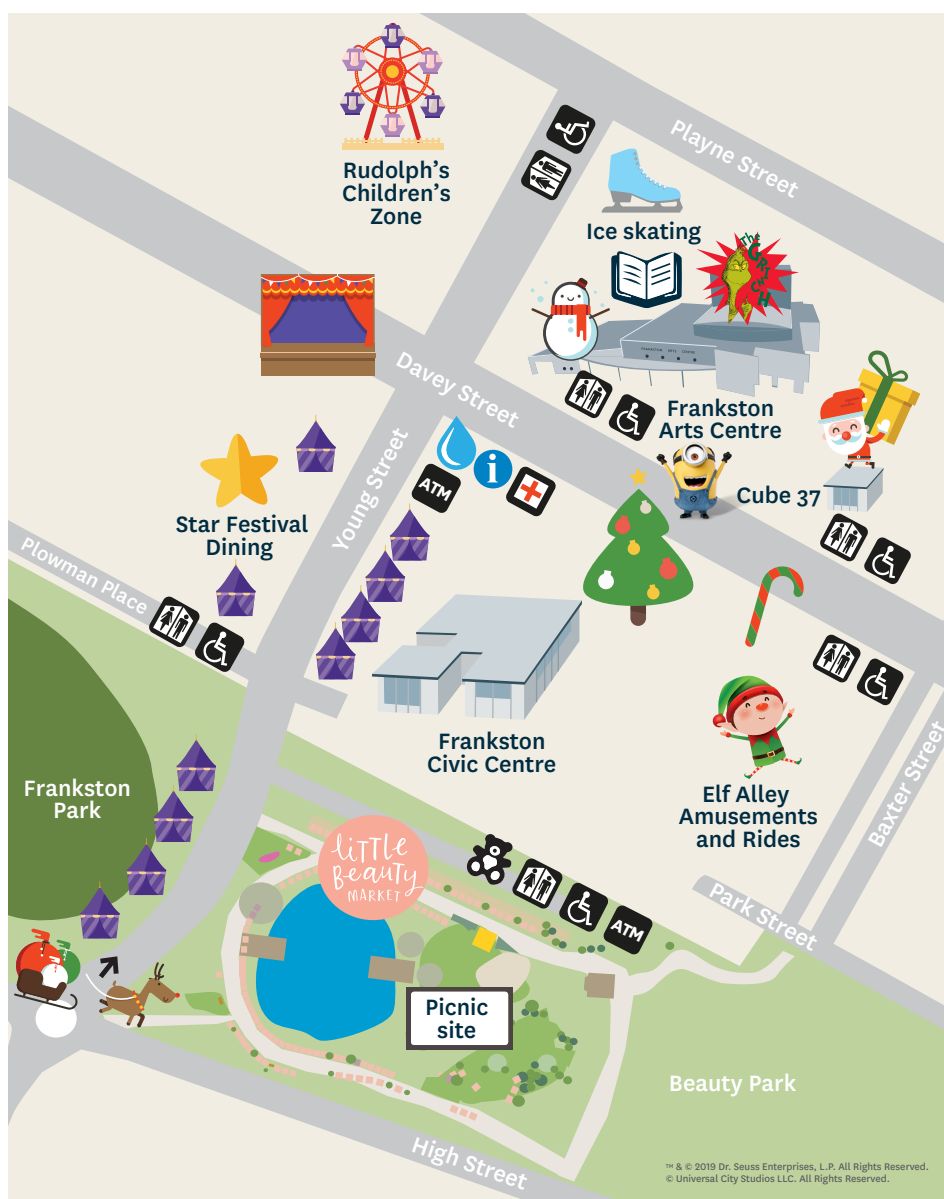 Playne Street
Rudolph's
Children's
Zone
Ice skating
The
GRINCH
FRANKSTON ARTS CENTRE
Davey Street
Frankston
Arts Centre
Young Street
i
ATM
Cube 37
Star Festival
Dining
Plowman Place
Frankston
Civic Centre
Frankston
Park
Elf Alley
Amusements
and Rides
Baxter Street
little
Beauty
MARKET
Park Street
ATM
Picnic
site
Beauty Park
High Street
™ & © 2019 Dr. Seuss Enterprises, L.P. All Rights Reserved.
© Universal City Studios LLC. All Rights Reserved.